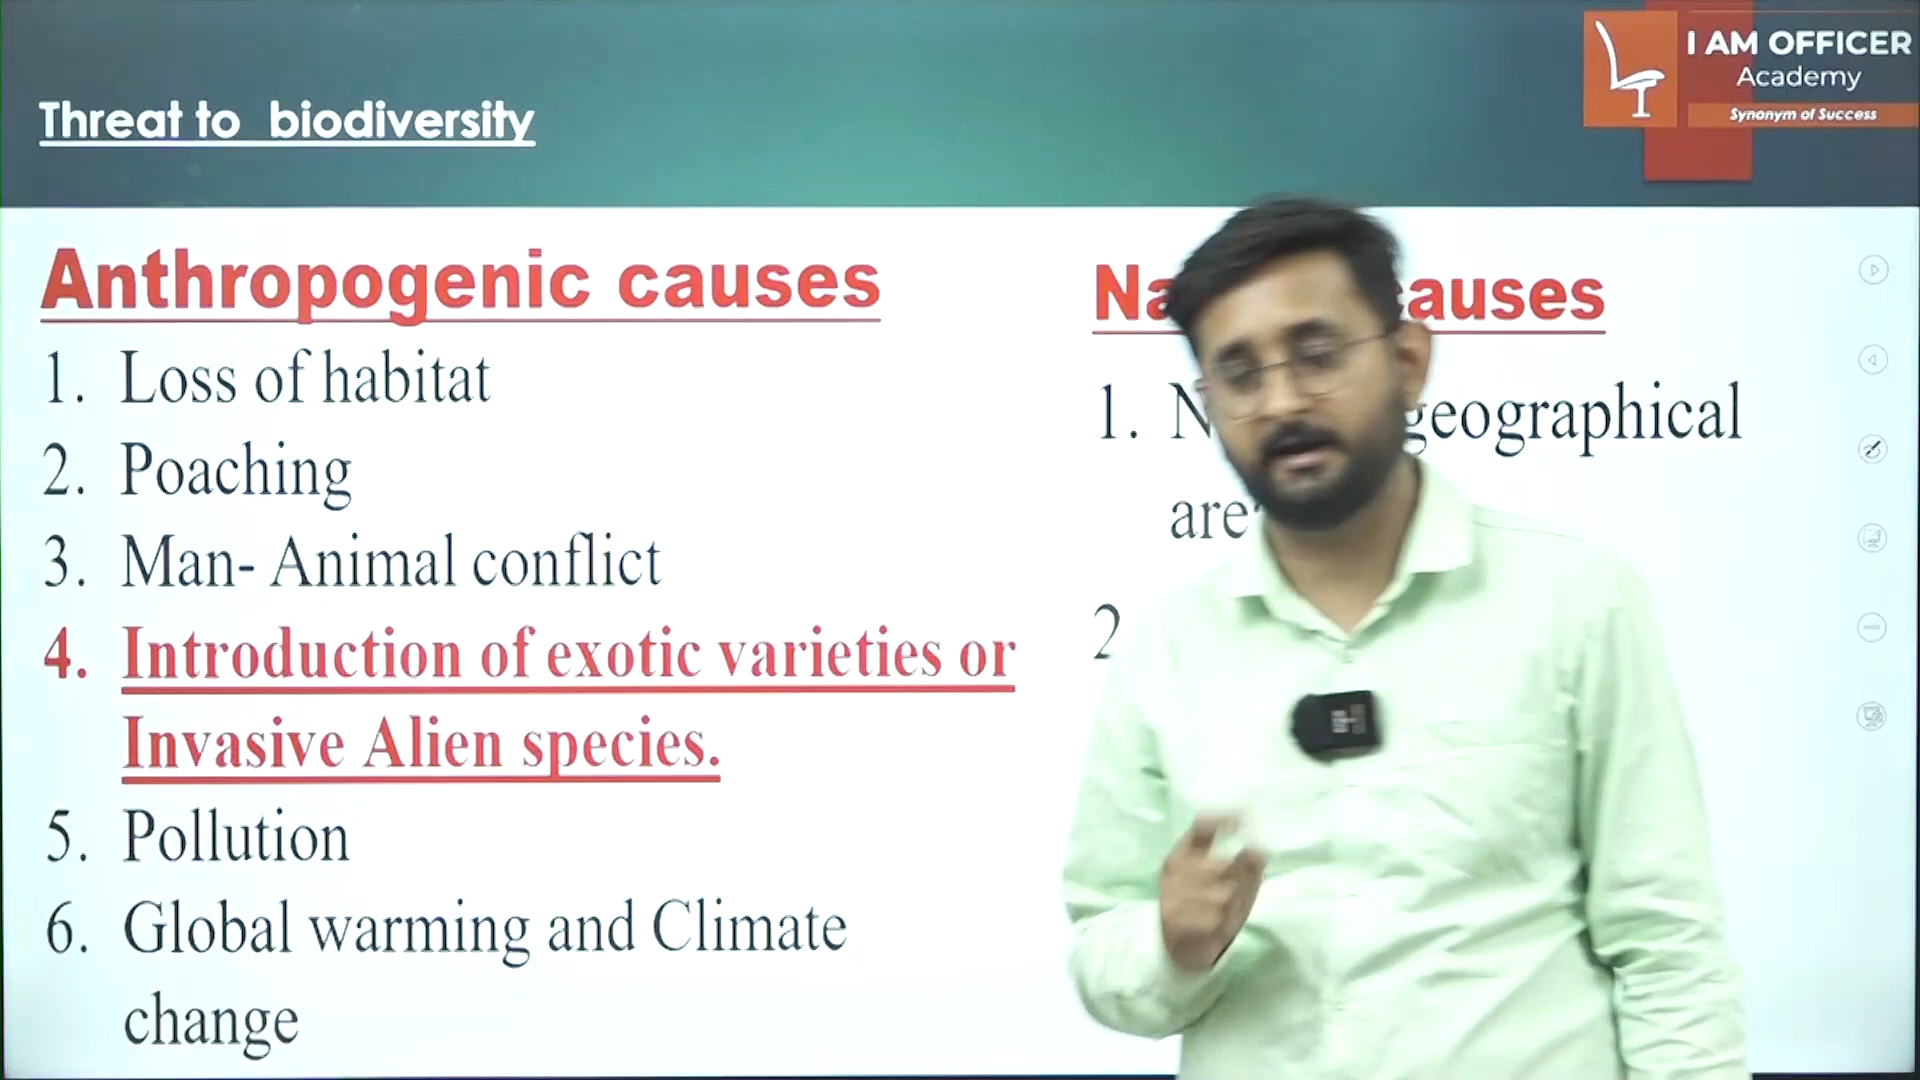 I AM OFFICER
Academy
Synonym of Success
Threat to biodiversity
Anthropogenic causes
1. Loss of habitat
2. Poaching
3. Man- Animal conflict
4. Introduction of exotic varieties or
Invasive Alien species.
5. Pollution
6. Global warming and Climate
change
causes
1. geographical
2